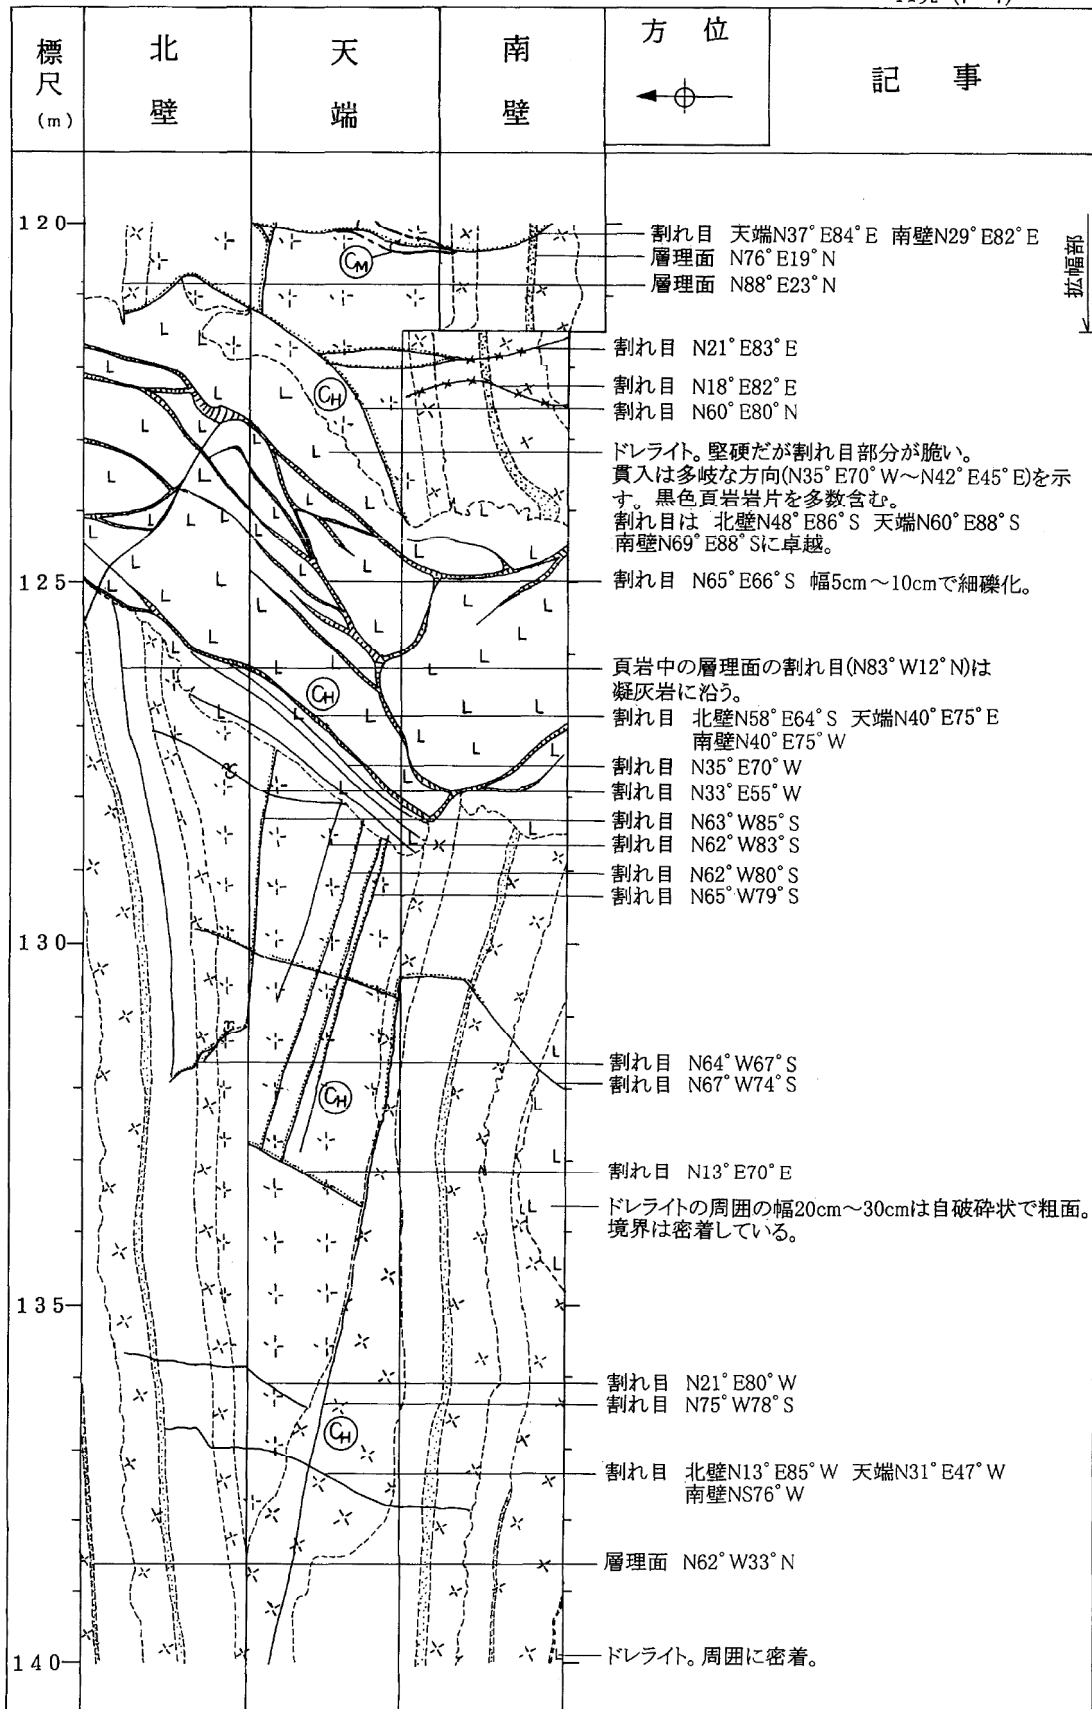 標尺
(m)
北壁
天端
南壁
方位
記事
拡幅部
120
割れ目 天端N37°E84°E 南壁N29°E82°E
層理面 N76°E19°N
層理面 N88°E23°N
割れ目 N21°E83°E
割れ目 N18°E82°E
割れ目 N60°E80°N
ドレライト。堅硬だが割れ目部分が脆い。
貫入は多岐な方向(N35°E70°W～N42°E45°E)を示
す。黒色頁岩岩片を多数含む。
割れ目は 北壁N48°E86°S 天端N60°E88°S
南壁N69°E88°Sに卓越。
125
割れ目 N65°E66°S 幅5cm～10cmで細礫化。
頁岩中の層理面の割れ目(N83°W12°N)は
凝灰岩に沿う。
割れ目 北壁N58°E64°S 天端N40°E75°E
南壁N40°E75°W
割れ目 N35°E70°W
割れ目 N33°E55°W
割れ目 N63°W85°S
割れ目 N62°W83°S
割れ目 N62°W80°S
割れ目 N65°W79°S
130
割れ目 N64°W67°S
割れ目 N67°W74°S
割れ目 N13°E70°E
ドレライトの周囲の幅20cm～30cmは自破砕状で粗面。
境界は密着している。
135
割れ目 N21°E80°W
割れ目 N75°W78°S
割れ目 北壁N13°E85°W 天端N31°E47°W
南壁NS76°W
層理面 N62°W33°N
140
ドレライト。周囲に密着。
CM
CH
CH
CH
CH